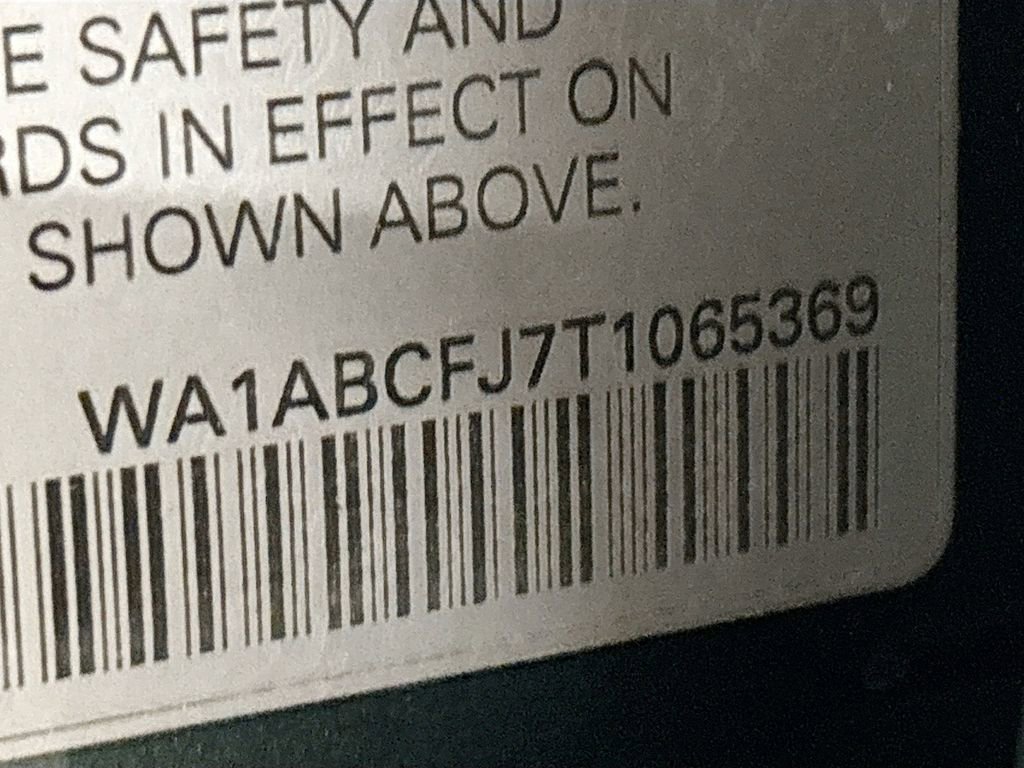 E SAFETY AND
RDS IN EFFECT ON
SHOWN ABOVE.
WA1ABCFJ7T1065369